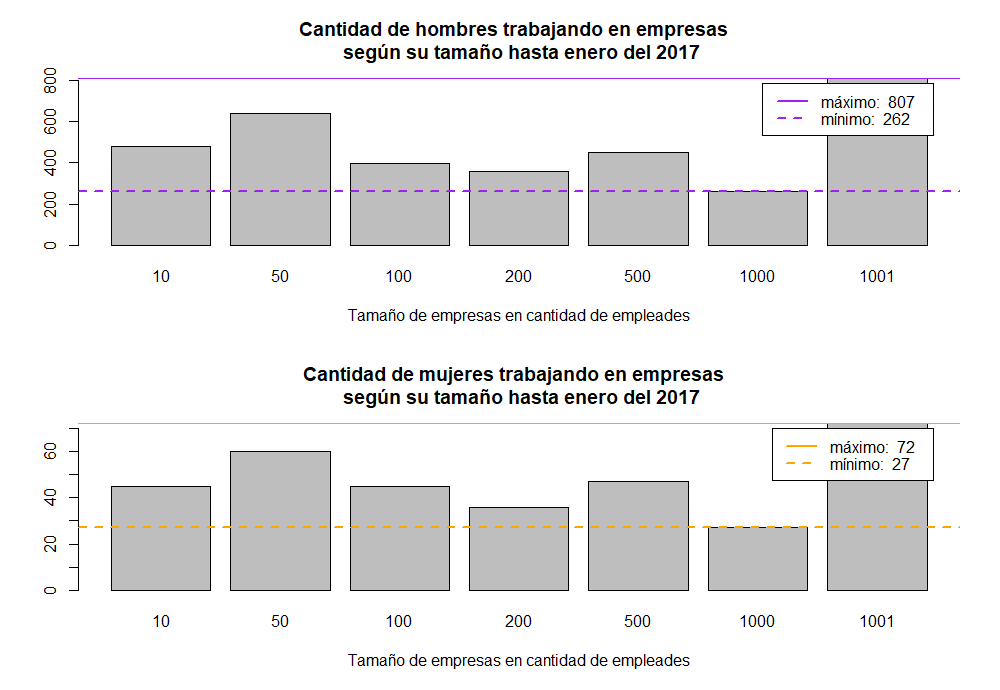 Cantidad de hombres trabajando en empresas
según su tamaño hasta enero del 2017
800
600
400
200
0
máximo: 807
mínimo: 262
10 50 100 200 500 1000 1001
Tamaño de empresas en cantidad de empleades
Cantidad de mujeres trabajando en empresas
según su tamaño hasta enero del 2017
60
40
20
0
máximo: 72
mínimo: 27
10 50 100 200 500 1000 1001
Tamaño de empresas en cantidad de empleades